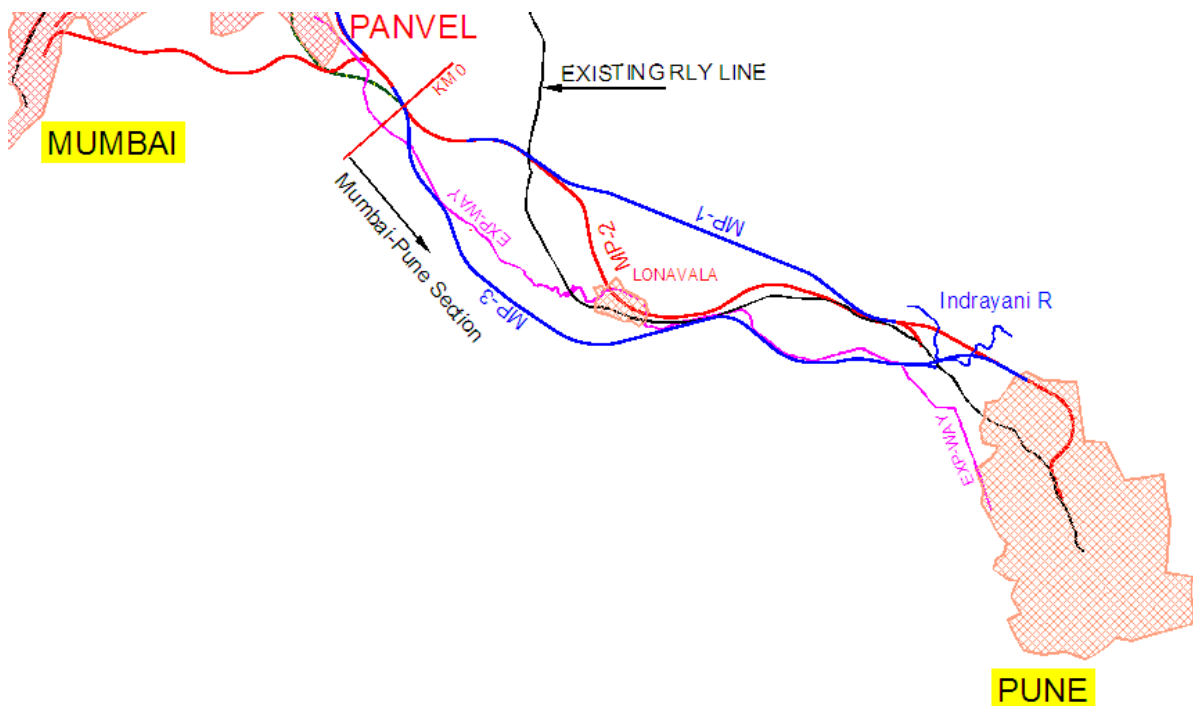 PANVEL
KM 0
EXISTING RLY LINE
MUMBAI
Mumbai-Pune Section
EXP-WAY
MP-1
MP-2
LONAVALA
MP-3
Indrayani R
EXP-WAY
PUNE